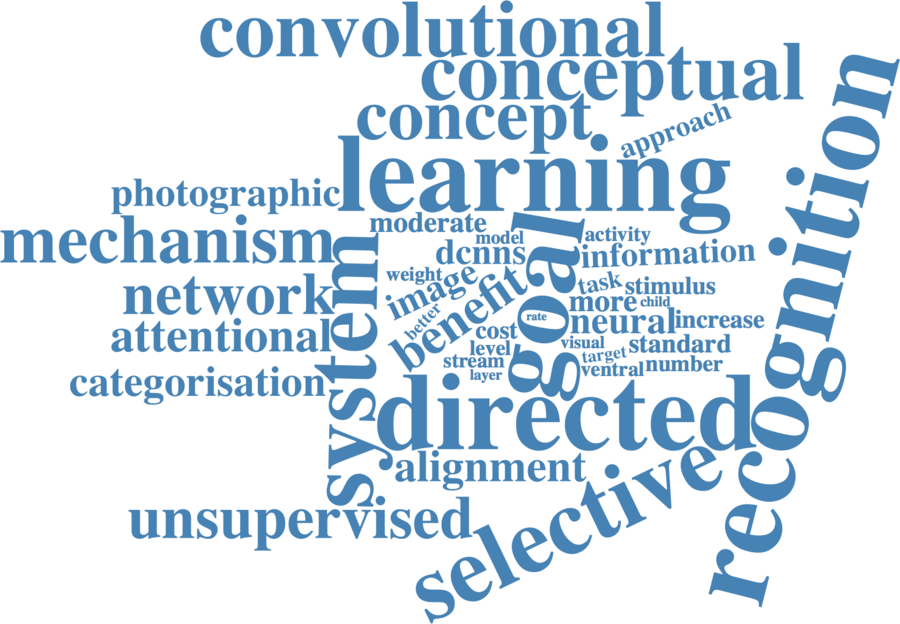 convolutional
conceptual
concept
approach
learning
recognition
photographic
moderate
mechanism
model
activity
dcnns
information
goal
system
weight
image
task
stimulus
network
benefit
more
child
better
rate
neural
increase
attentional
cost
visual
standard
level
target
stream
ventral
number
layer
categorisation
directed
alignment
selective
unsupervised